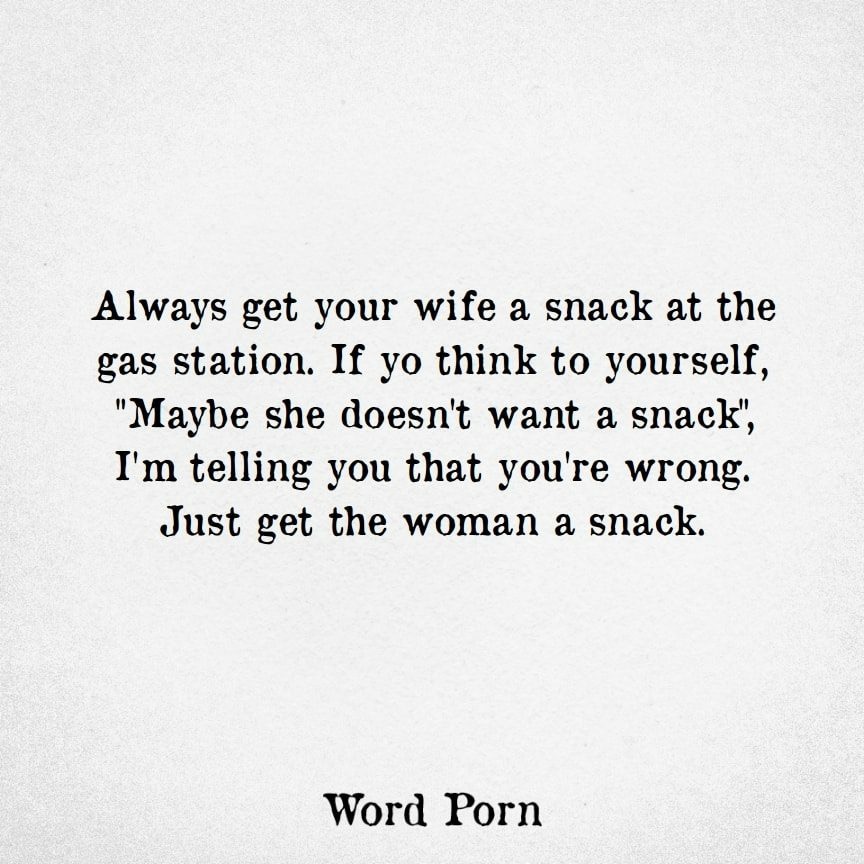 Always get your wife a snack at the
gas station. If yo think to yourself,
"Maybe she doesn't want a snack",
I'm telling you that you're wrong.
Just get the woman a snack.
Word Porn